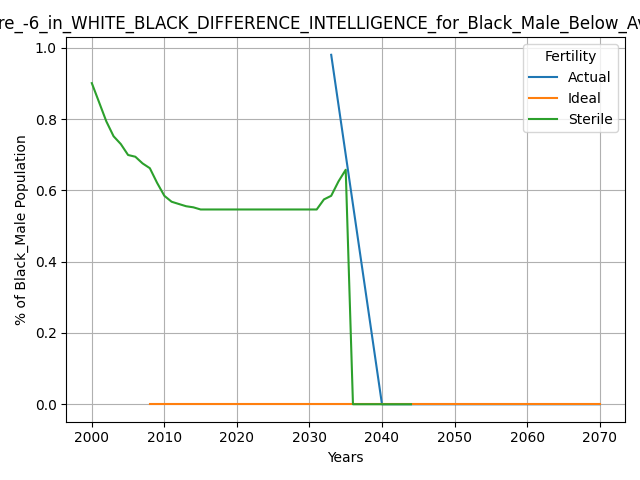 re_-6_in_WHITE_BLACK_DIFFERENCE_INTELLIGENCE_for_Black_Male_Below_Av
Fertility
Actual
Ideal
Sterile
% of Black_Male Population
1.0
0.8
0.6
0.4
0.2
0.0
2000 2010 2020 2030 2040 2050 2060 2070
Years